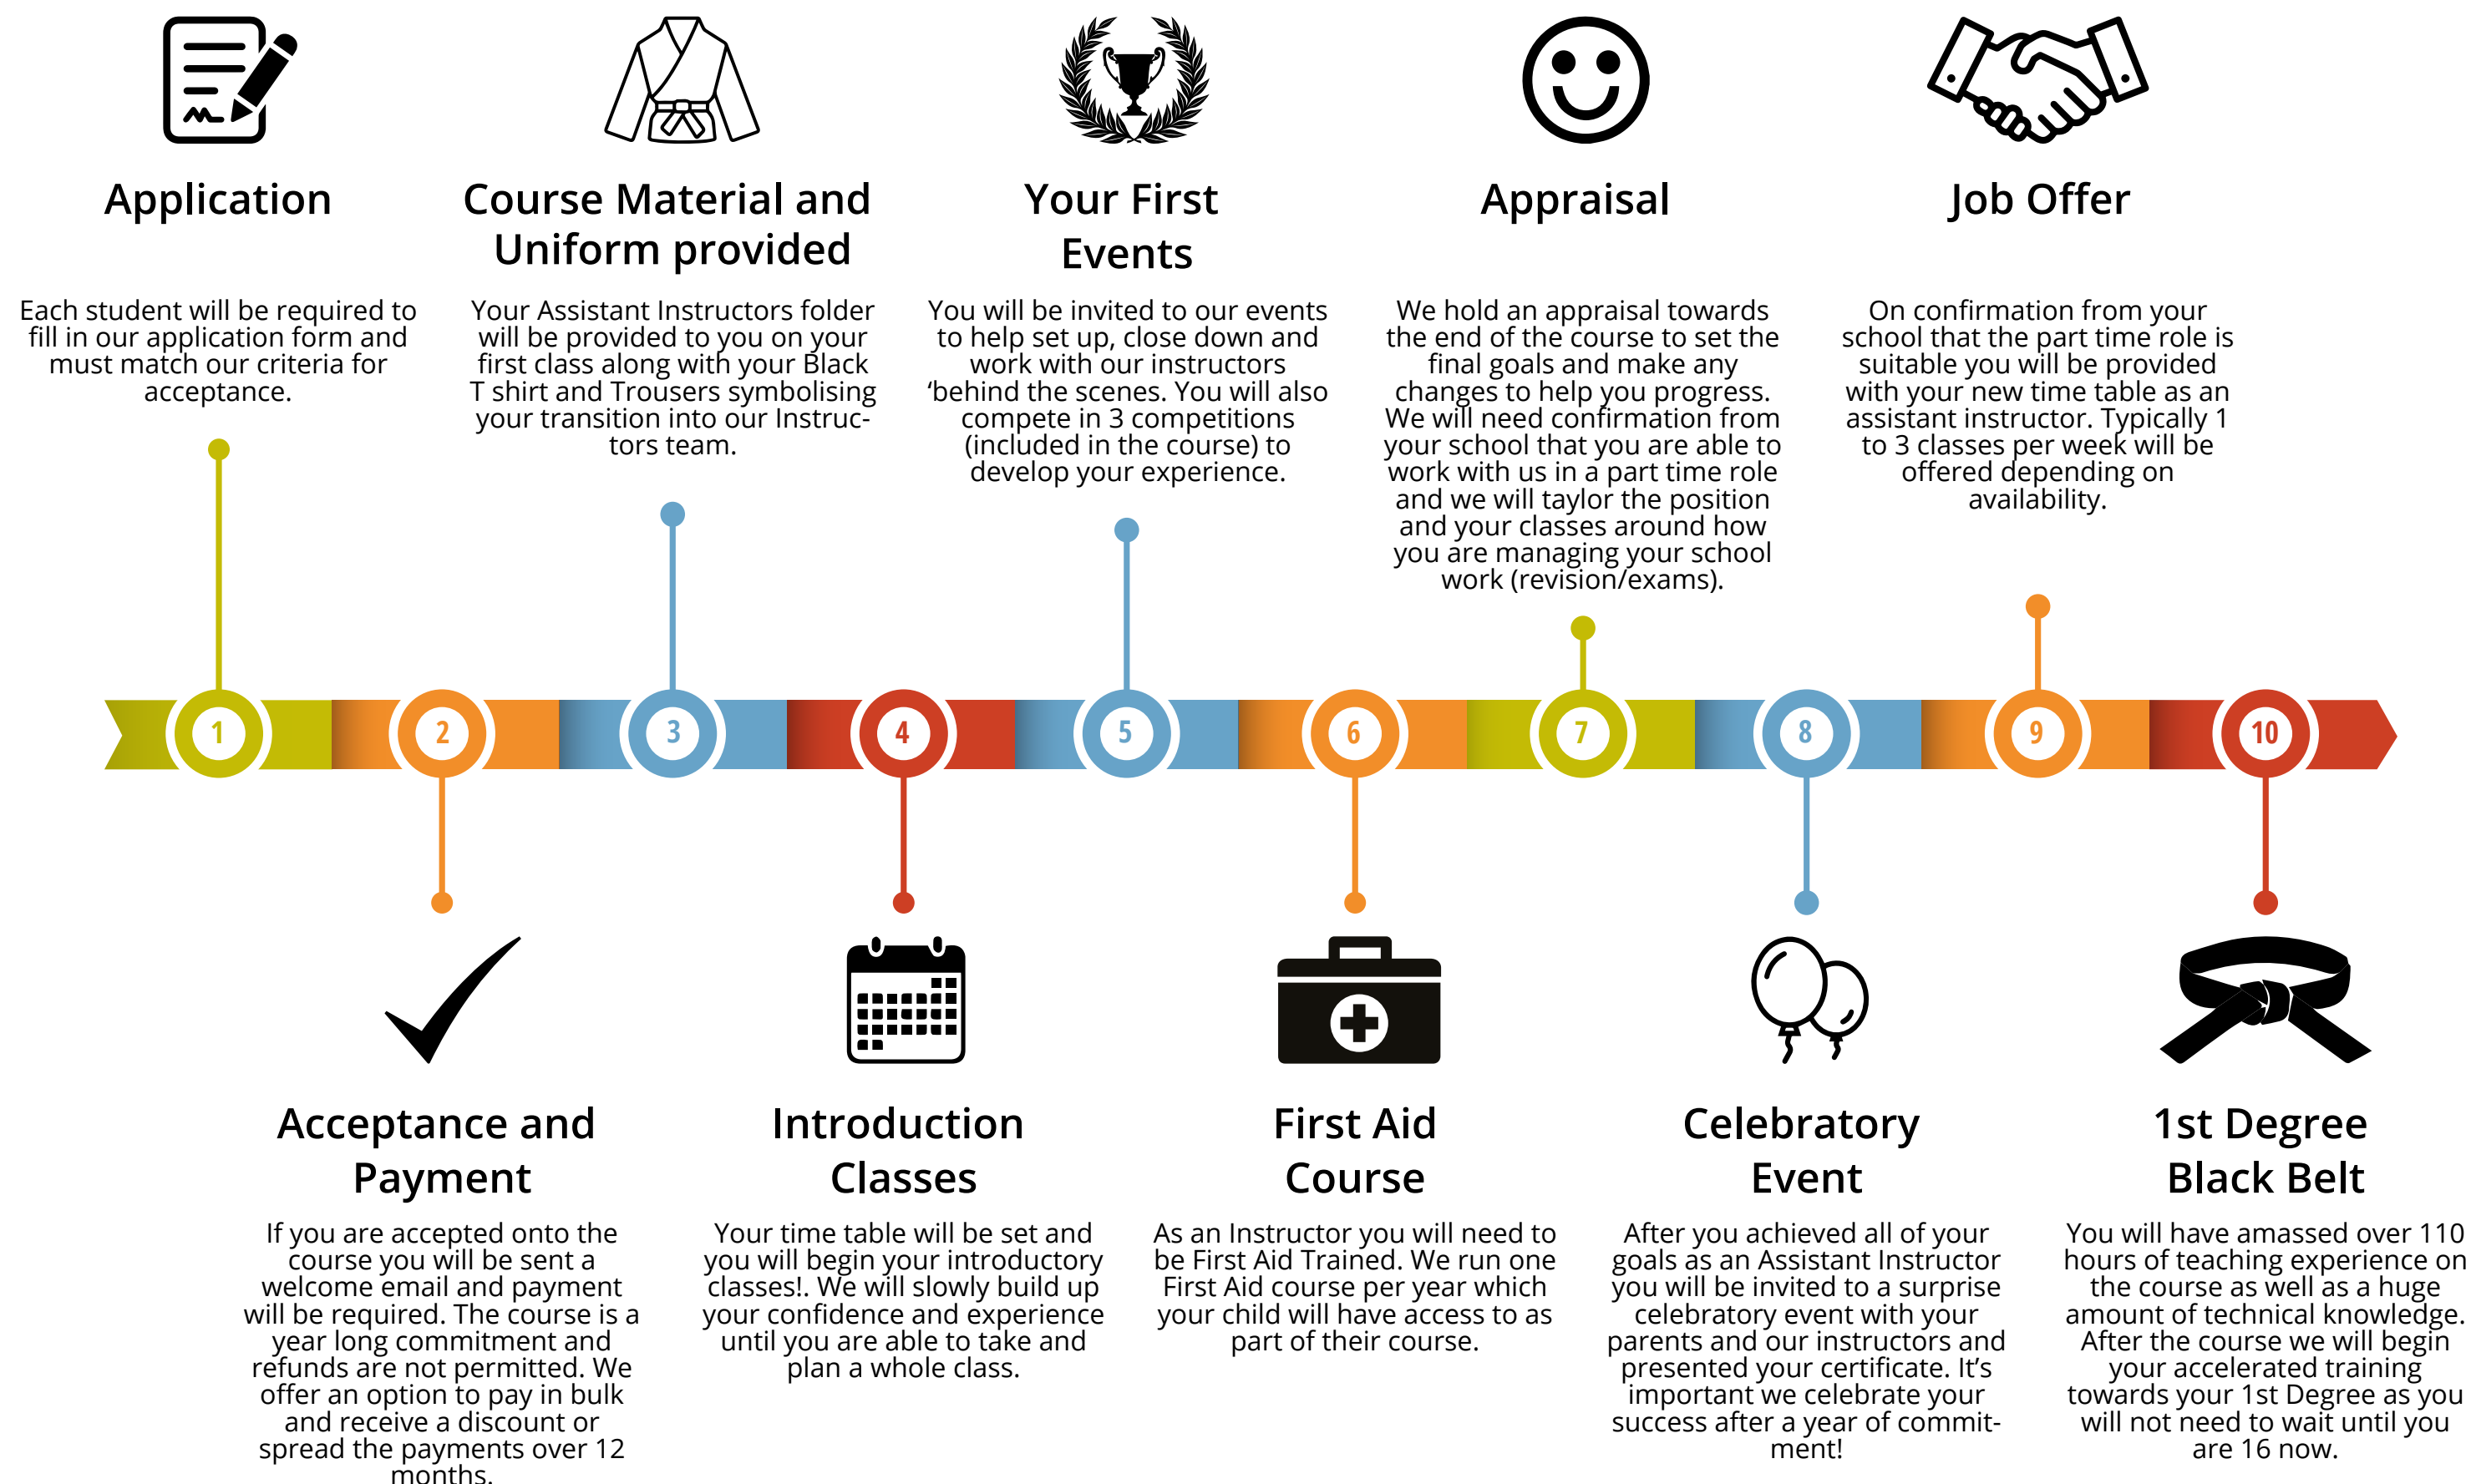 Application
Each student will be required to
fill in our application form and
must match our criteria for
acceptance.
Course Material and
Uniform provided
Your Assistant Instructors folder
will be provided to you on your
first class along with your Black
T shirt and Trousers symbolising
your transition into our Instruc-
tors team.
Your First
Events
You will be invited to our events
to help set up, close down and
work with our instructors
‘behind the scenes. You will also
compete in 3 competitions
(included in the course) to
develop your experience.
Appraisal
We hold an appraisal towards
the end of the course to set the
final goals and make any
changes to help you progress.
We will need confirmation from
your school that you are able to
work with us in a part time role
and we will taylor the position
and your classes around how
you are managing your school
work (revision/exams).
Job Offer
On confirmation from your
school that the part time role is
suitable you will be provided
with your new time table as an
assistant instructor. Typically 1
to 3 classes per week will be
offered depending on
availability.
1
2
3
4
5
6
7
8
9
10
Acceptance and
Payment
If you are accepted onto the
course you will be sent a
welcome email and payment
will be required. The course is a
year long commitment and
refunds are not permitted. We
offer an option to pay in bulk
and receive a discount or
spread the payments over 12
months.
Introduction
Classes
Your time table will be set and
you will begin your introductory
classes!. We will slowly build up
your confidence and experience
until you are able to take and
plan a whole class.
First Aid
Course
As an Instructor you will need to
be First Aid Trained. We run one
First Aid course per year which
your child will have access to as
part of their course.
Celebratory
Event
After you achieved all of your
goals as an Assistant Instructor
you will be invited to a surprise
celebratory event with your
parents and our instructors and
presented your certificate. It’s
important we celebrate your
success after a year of commit-
ment!
1st Degree
Black Belt
You will have amassed over 110
hours of teaching experience on
the course as well as a huge
amount of technical knowledge.
After the course we will begin
your accelerated training
towards your 1st Degree as you
will not need to wait until you
are 16 now.